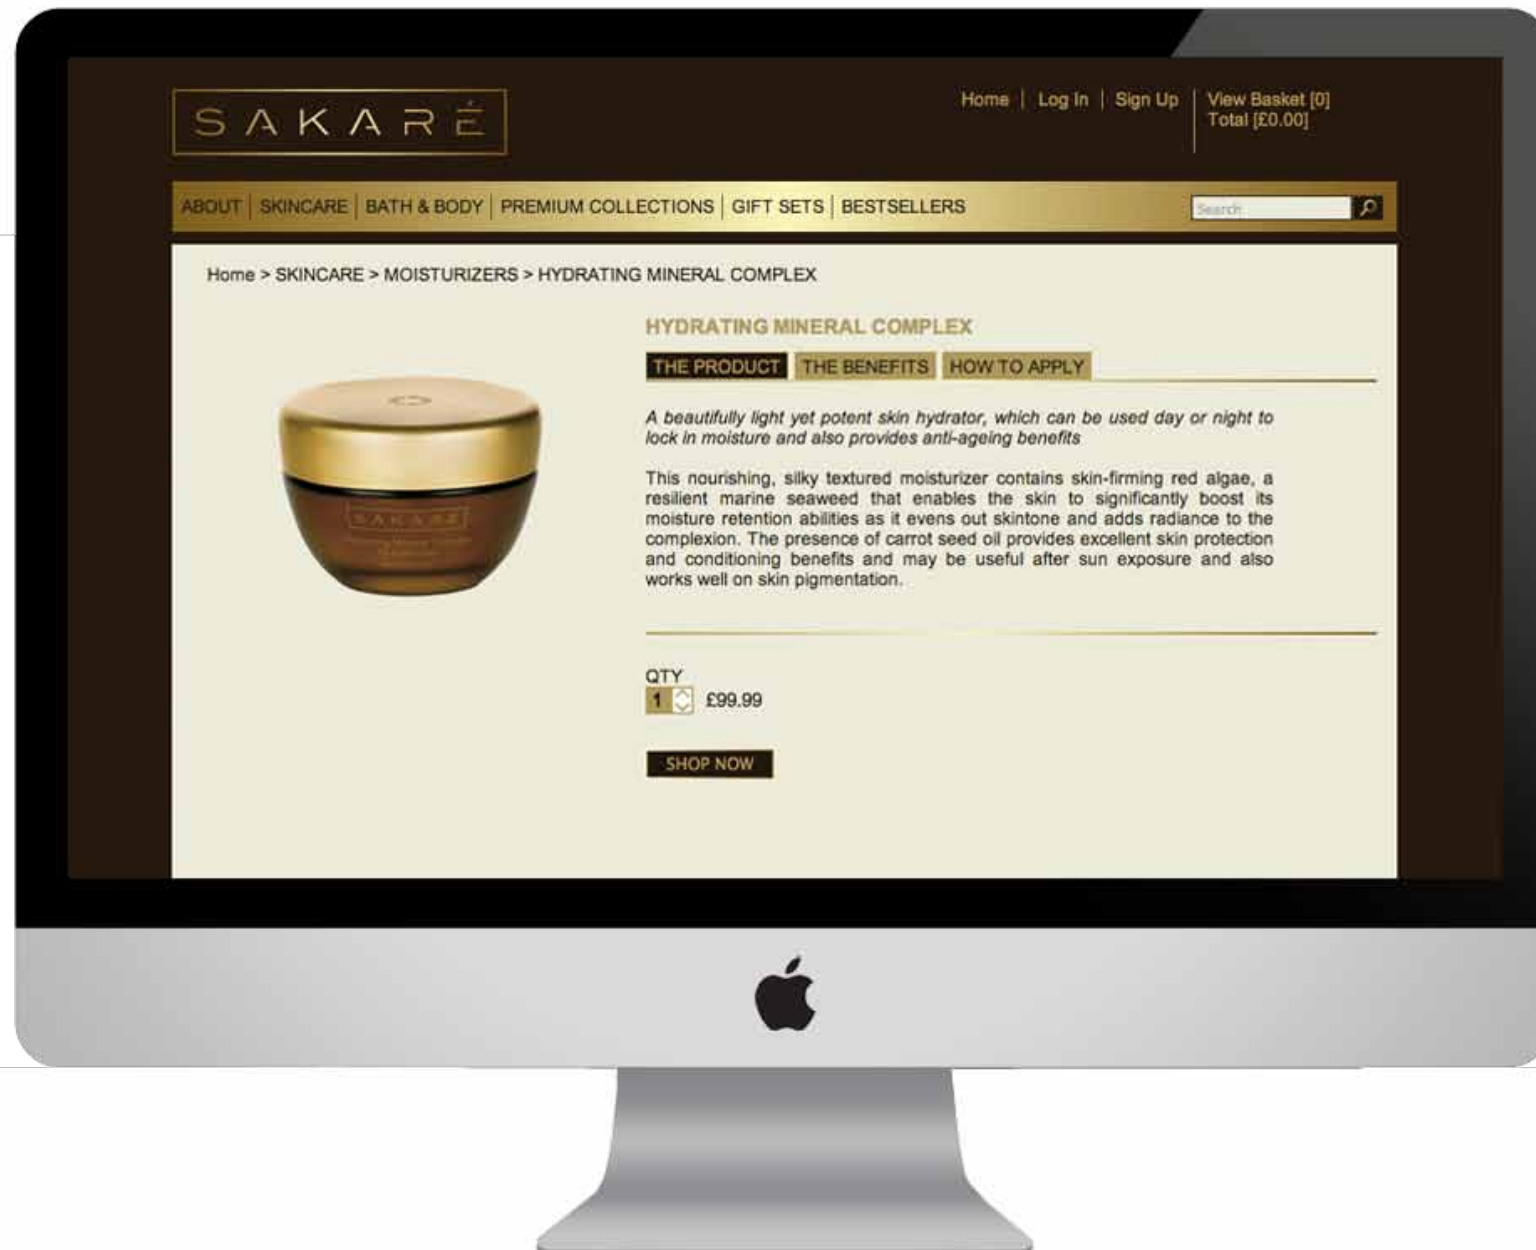 SAKARÉ
Home | Log In | Sign Up
View Basket [0]
Total [£0.00]
ABOUT | SKINCARE | BATH & BODY | PREMIUM COLLECTIONS | GIFT SETS | BESTSELLERS
Search
Home > SKINCARE > MOISTURIZERS > HYDRATING MINERAL COMPLEX
HYDRATING MINERAL COMPLEX
THE PRODUCT
THE BENEFITS
HOW TO APPLY
A beautifully light yet potent skin hydrator, which can be used day or night to
lock in moisture and also provides anti-ageing benefits
This nourishing, silky textured moisturizer contains skin-firming red algae, a
resilient marine seaweed that enables the skin to significantly boost its
moisture retention abilities as it evens out skintone and adds radiance to the
complexion. The presence of carrot seed oil provides excellent skin protection
and conditioning benefits and may be useful after sun exposure and also
works well on skin pigmentation.
SAKARÉ
QTY
1 £99.99
SHOP NOW